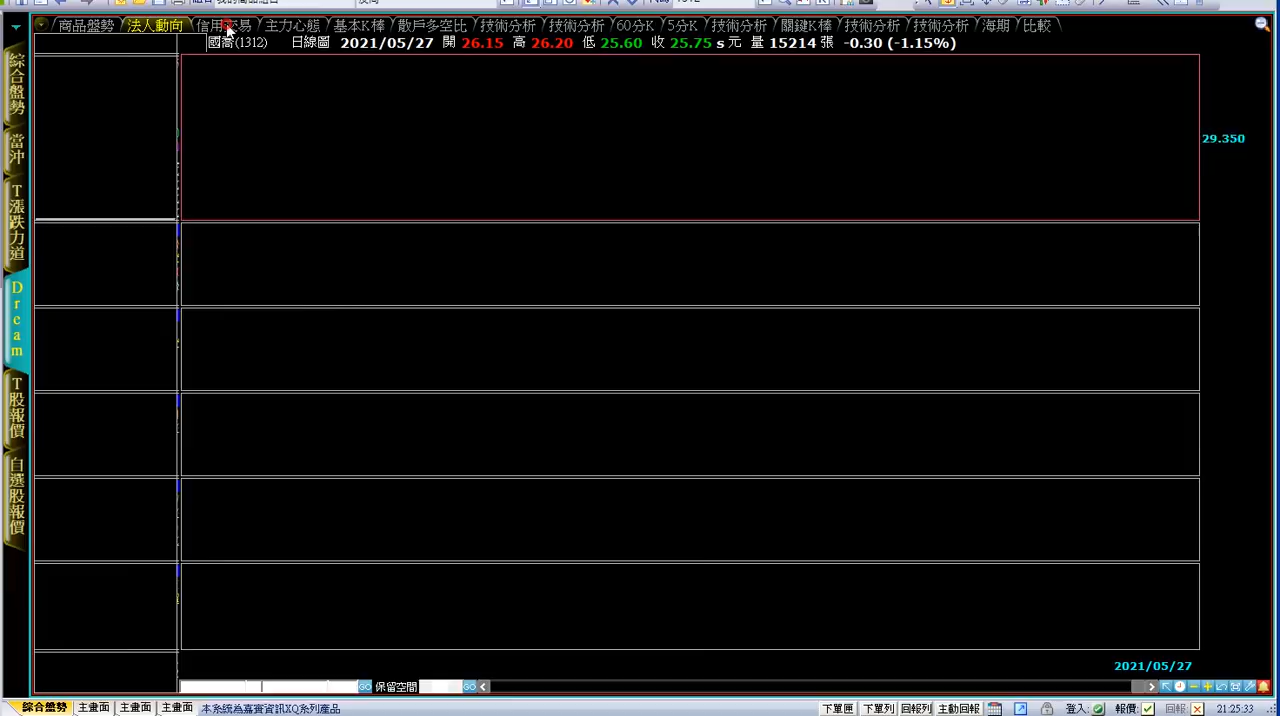 商品盤勢 法人動向 信用交易 主力心態 基本K棒 散戶多空比 技術分析 技術分析 60分K 5分K 技術分析 關鍵K棒 技術分析 技術分析 海期 比較
國喬(1312) 日線圖 2021/05/27 開 26.15 高 26.20 低 25.60 收 25.75 s 元 量 15214 張 -0.30 (-1.15%)
綜合盤勢
當沖
T漲跌力道
Dream
T股報價
自選股報價
29.350
2021/05/27
GO 保留空間 GO
綜合盤勢 主畫面 主畫面 主畫面 本系統為嘉實資訊XQ系列產品 下單匣 下單列 回報列 主動回報 登入: 報價: 回報: 21:25:33